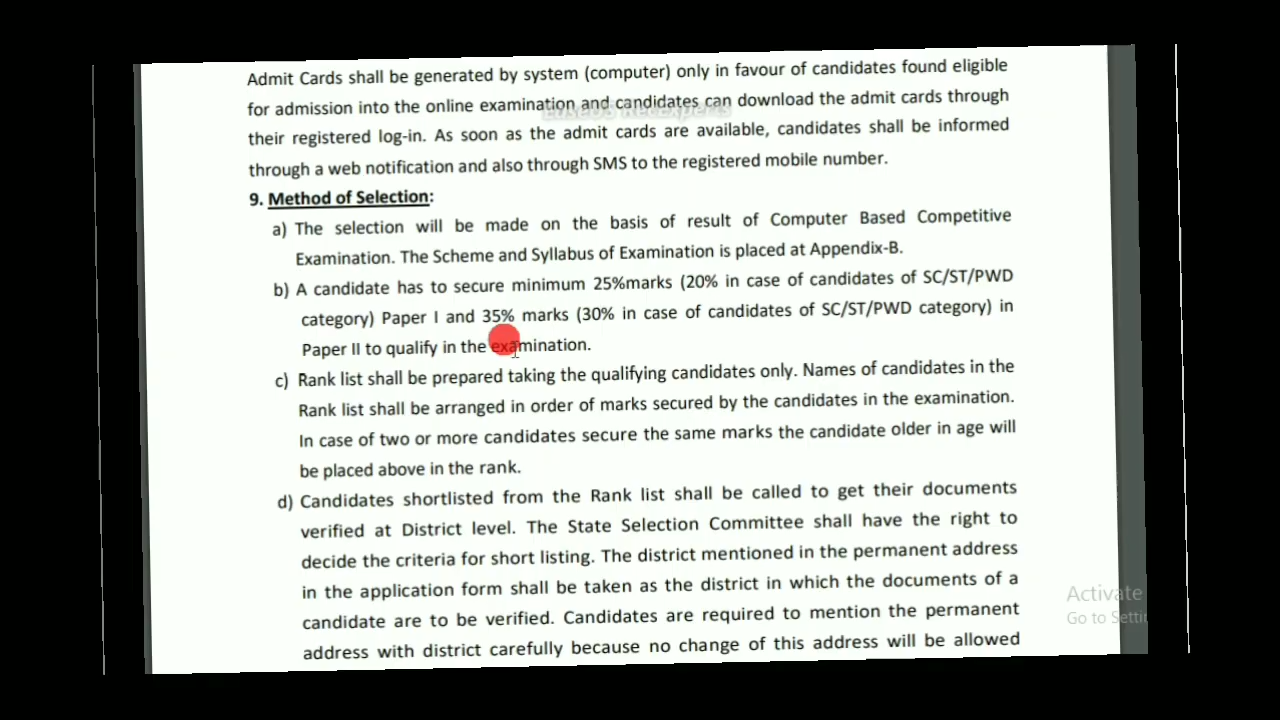 Admit Cards shall be generated by system (computer) only in favour of candidates found eligible
for admission into the online examination and candidates can download the admit cards through
their registered log-in. As soon as the admit cards are available, candidates shall be informed
through a web notification and also through SMS to the registered mobile number.
EaseUS RecExperts
9. Method of Selection:
a) The selection will be made on the basis of result of Computer Based Competitive
Examination. The Scheme and Syllabus of Examination is placed at Appendix-B.
b) A candidate has to secure minimum 25%marks (20% in case of candidates of SC/ST/PWD
category) Paper I and 35% marks (30% in case of candidates of SC/ST/PWD category) in
Paper II to qualify in the examination.
c) Rank list shall be prepared taking the qualifying candidates only. Names of candidates in the
Rank list shall be arranged in order of marks secured by the candidates in the examination.
In case of two or more candidates secure the same marks the candidate older in age will
be placed above in the rank.
d) Candidates shortlisted from the Rank list shall be called to get their documents
verified at District level. The State Selection Committee shall have the right to
decide the criteria for short listing. The district mentioned in the permanent address
in the application form shall be taken as the district in which the documents of a
candidate are to be verified. Candidates are required to mention the permanent
address with district carefully because no change of this address will be allowed
Activate
Go to Settin